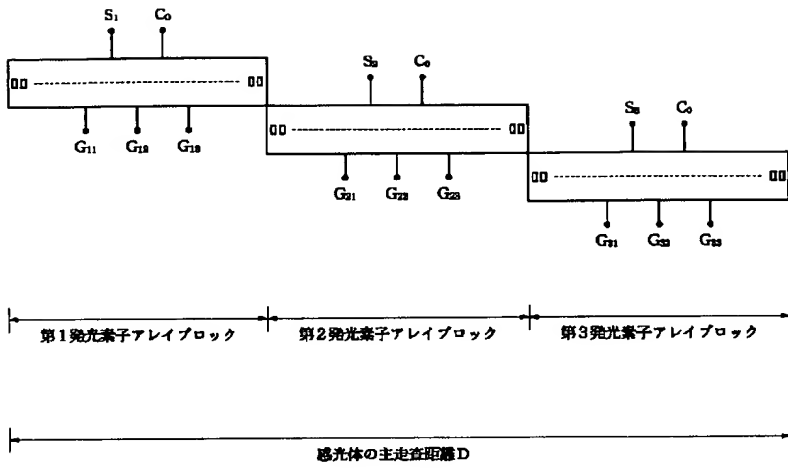 S₁ C₀
G₁₁ G₁₂ G₁₃
S₂ C₀
G₂₁ G₂₂ G₂₃
S₃ C₀
G₃₁ G₃₂ G₃₃
第1発光素子アレイブロック 第2発光素子アレイブロック 第3発光素子アレイブロック
感光体の主走査距離D